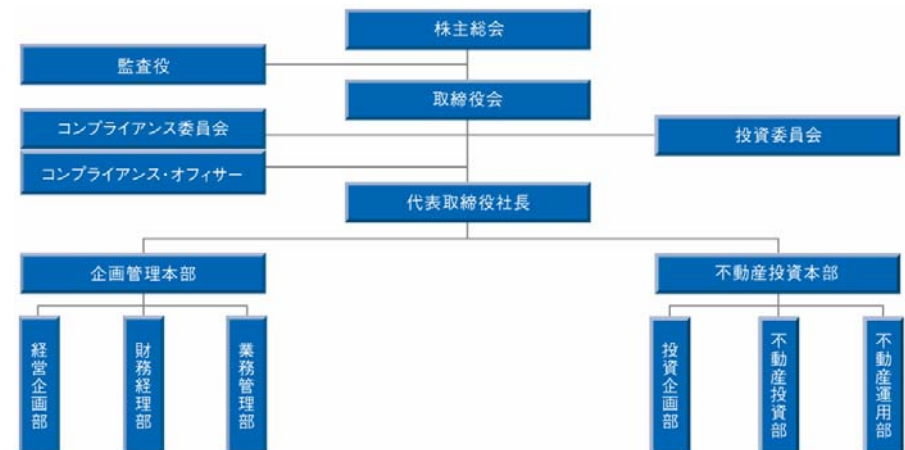 株主総会
監査役
取締役会
コンプライアンス委員会
投資委員会
コンプライアンス・オフィサー
代表取締役社長
企画管理本部
不動産投資本部
経営企画部
財務経理部
業務管理部
投資企画部
不動産投資部
不動産運用部